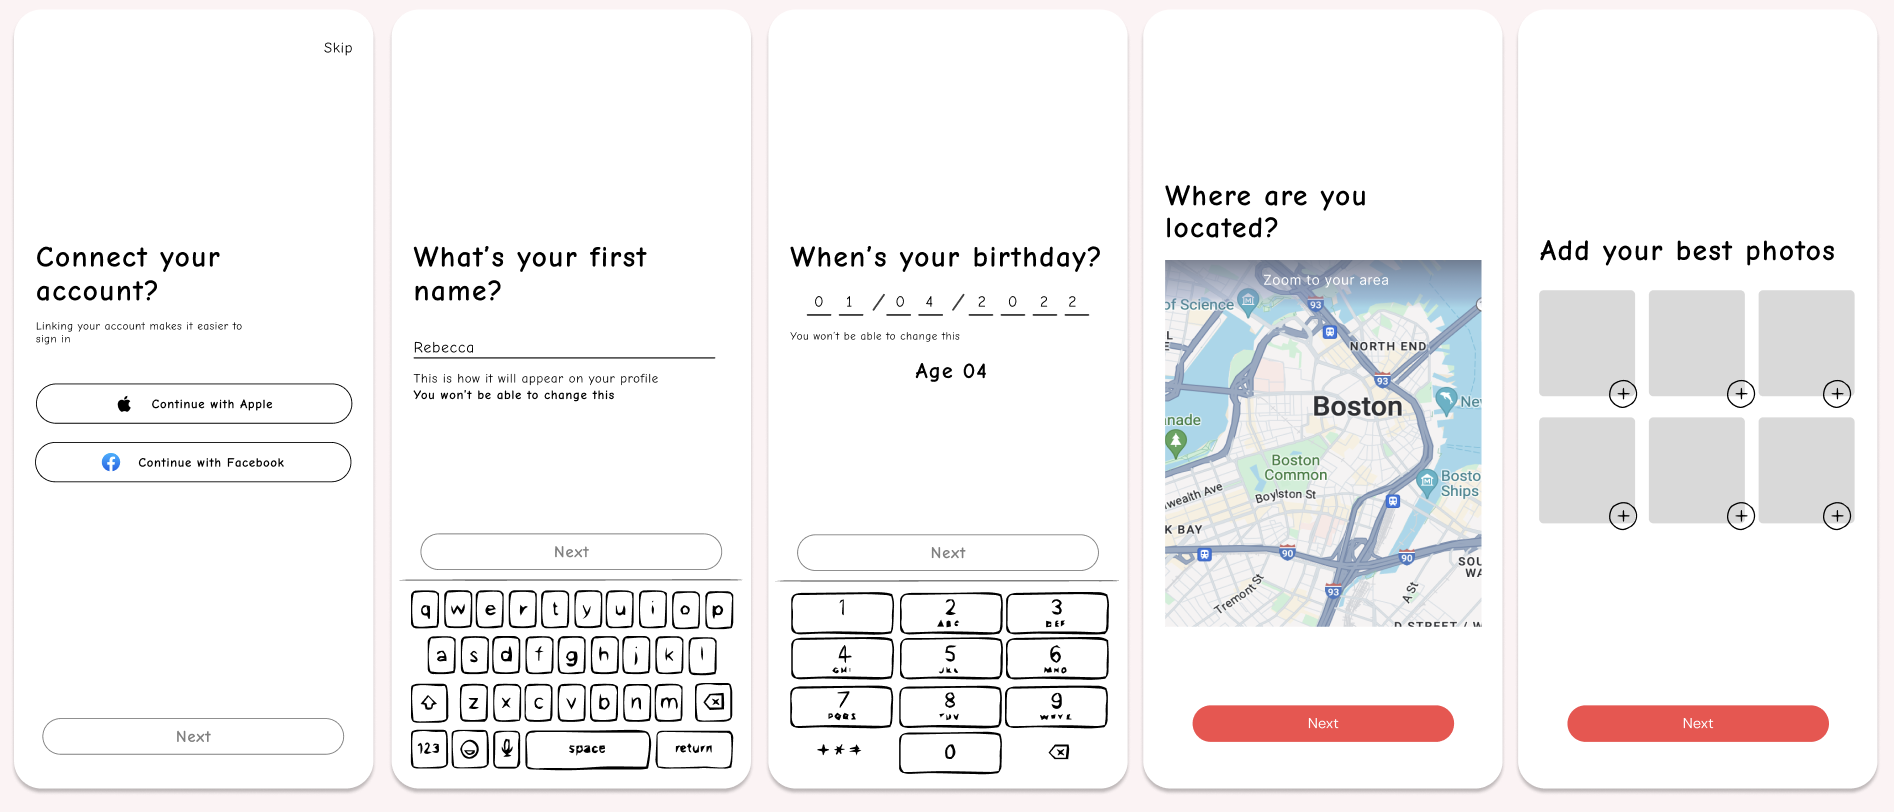 Skip
Connect your
account?
Linking your account makes it easier to
sign in
Continue with Apple
Continue with Facebook
Next
What's your first
name?
Rebecca
This is how it will appear on your profile
You won't be able to change this
Next
q w e r t y u i o p
a s d f g h j k l
z x c v b n m
123 space return
When's your birthday?
0 1 / 0 4 / 2 0 2 2
You won't be able to change this
Age 04
Next
1 2 3
ABC DEF
4 5 6
GHI JKL MNO
7 8 9
PQRS TUV WXYZ
+ * #
0
Where are you
located?
Zoom to your area
of Science
93
NORTH END
93
Boston
New
anade
Boston
Common
Bosto
Ships
wealth Ave
Boylston St
K BAY
90
90
SOU
WA
Tremont St
93
A St
D STREET / W
Next
Add your best photos
Next